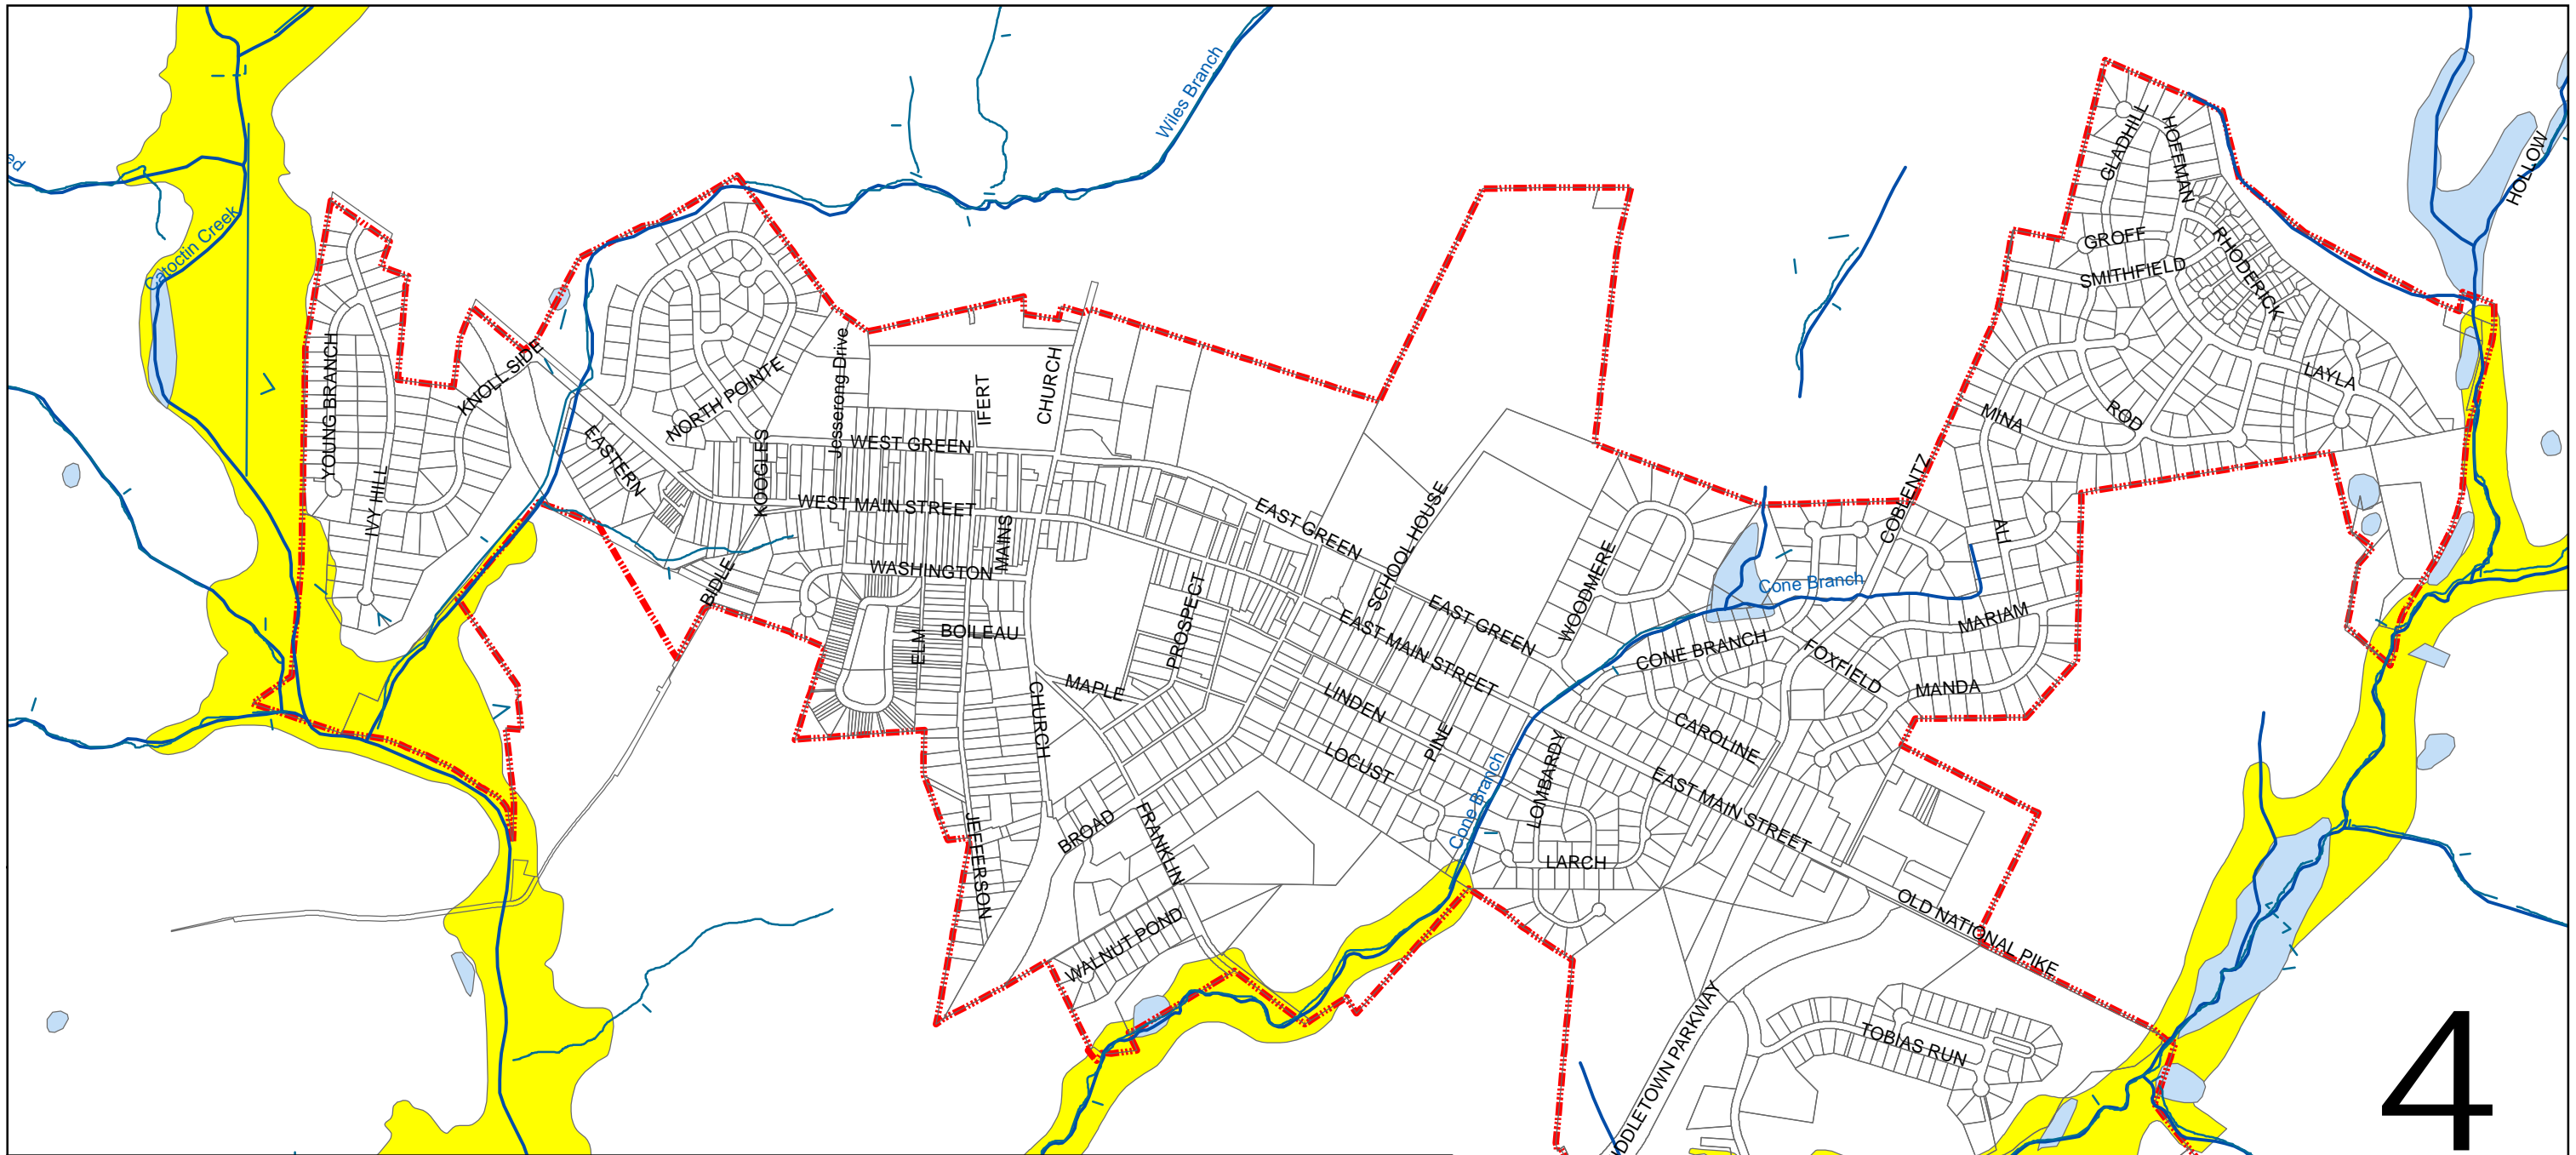 Wiles Branch
GLADHILL
HOFFMAN
HOLLOW
ed
Catoctin Creek
GROFF
SMITHFIELD
RHODERICK
YOUNG BRANCH
KNOLL SIDE
NORTH POINTE
Jesserong Drive
IFERT
CHURCH
LAYLA
MINA
ROD
EASTERN
KOOGLES
WEST GREEN
IVY HILL
WEST MAIN STREET
MAINS
EAST GREEN
SCHOOL HOUSE
COBENTZ
ALI
WASHINGTON
BIDLE
WOODMERE
Cone Branch
PROSPECT
BOILEAU
ELM
EAST MAIN STREET
EAST GREEN
CONE BRANCH
MARIAM
FOXFIELD
MANDA
MAPLE
CHURCH
LINDEN
LOCUST
PINE
CAROLINE
LOMBARDY
Cone Branch
EAST MAIN STREET
BROAD
FRANKLIN
JEFFERSON
LARCH
WALNUT POND
OLD NATIONAL PIKE
DDLETOWN PARKWAY
TOBIAS RUN
4